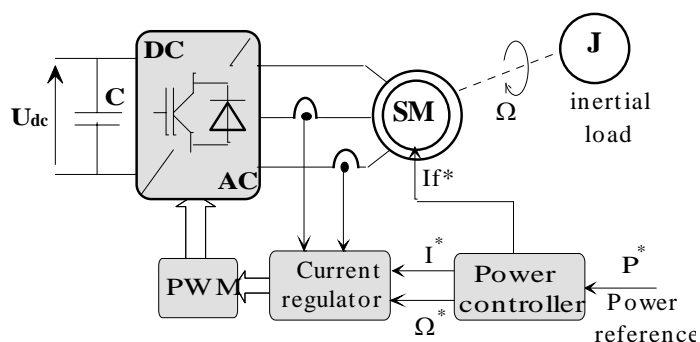 DC
J
C
Udc
SM
Ω
inertial
load
AC
If*
I*
P*
PWM
Current
regulator
Power
controller
Power
reference
Ω*